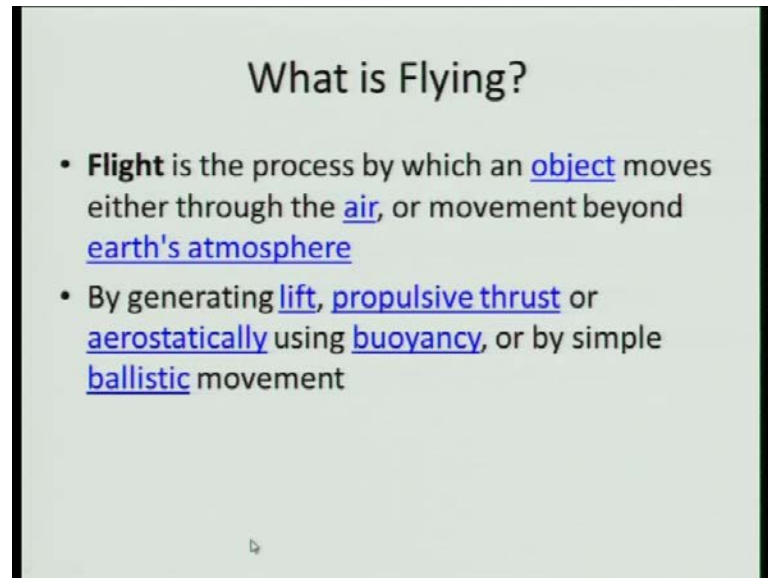 What is Flying?
• Flight is the process by which an object moves
either through the air, or movement beyond
earth's atmosphere
• By generating lift, propulsive thrust or
aerostatically using buoyancy, or by simple
ballistic movement